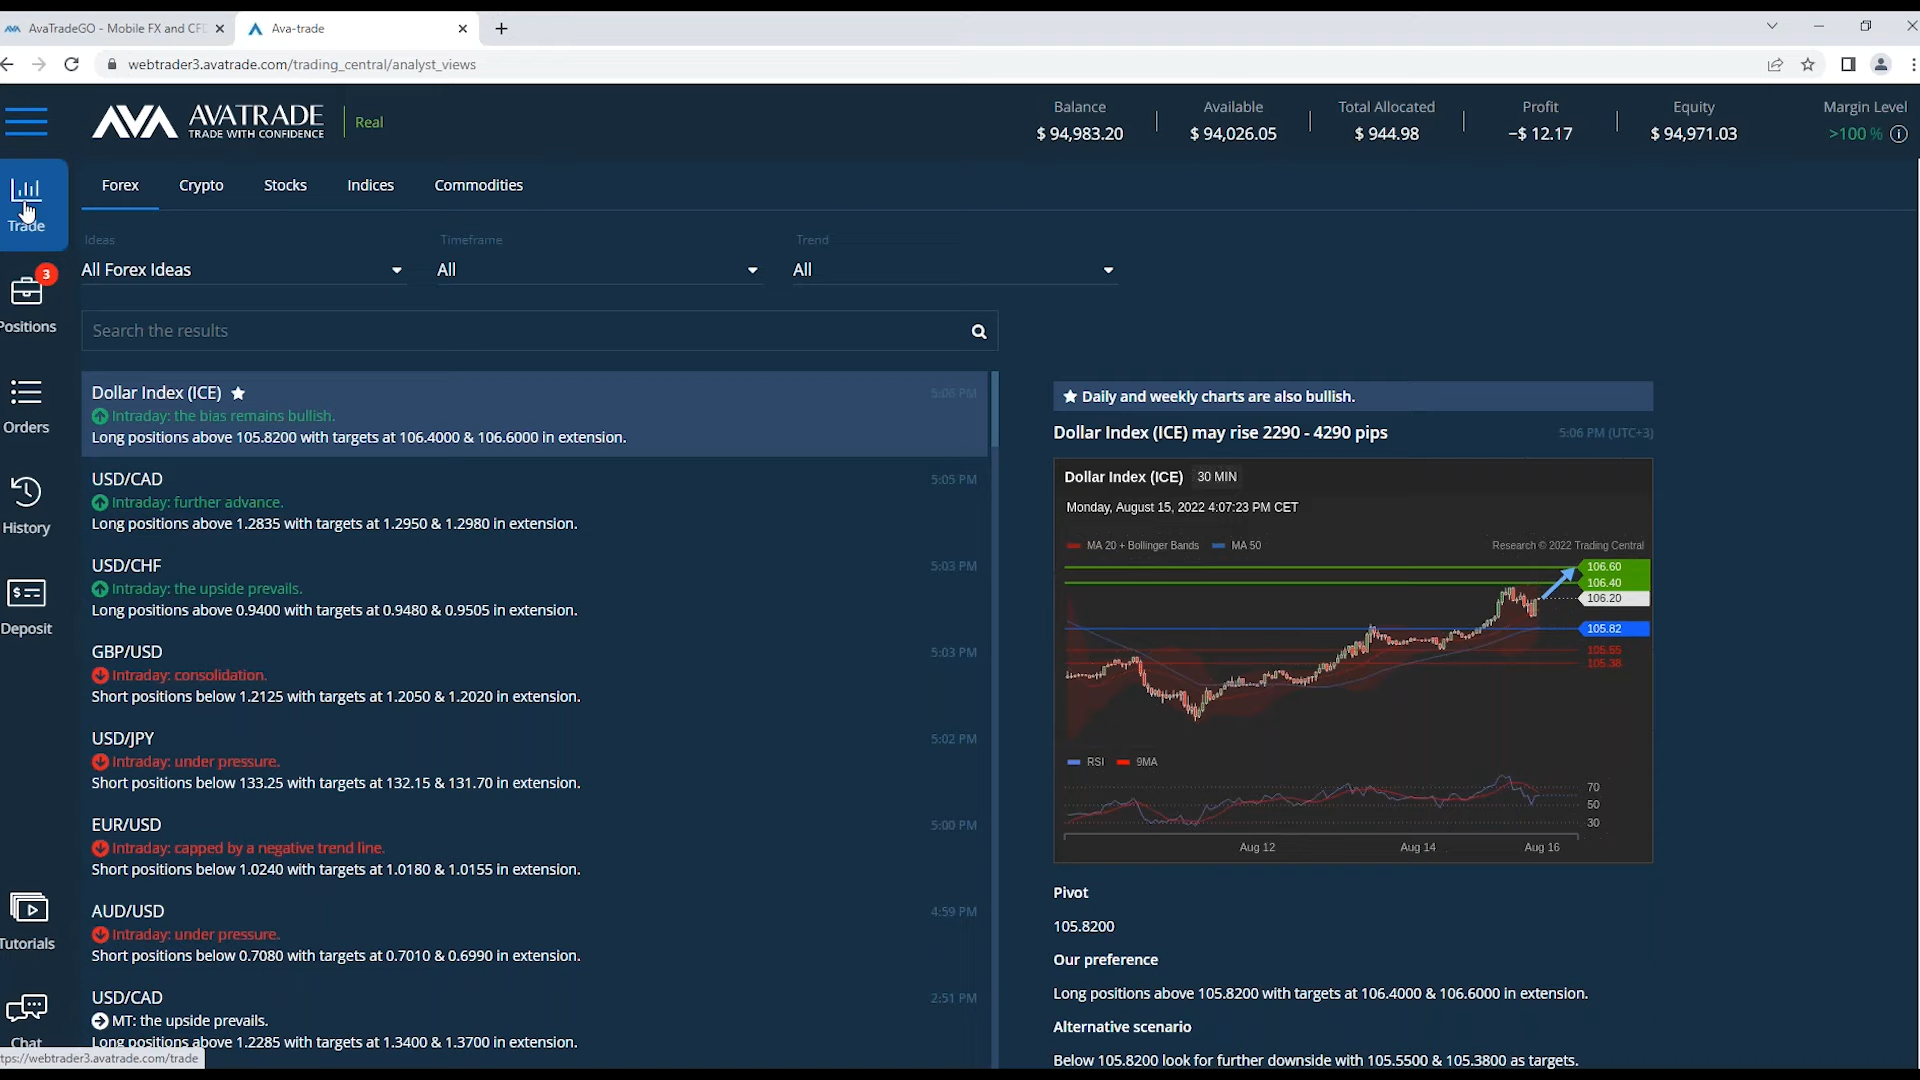 AvaTradeGO - Mobile FX and CF
Ava-trade
webtrader3.avatrade.com/trading_central/analyst_views
AVA AVATRADE
TRADE WITH CONFIDENCE
Real
Balance
$ 94,983.20
Available
$ 94,026.05
Total Allocated
$ 944.98
Profit
−$ 12.17
Equity
$ 94,971.03
Margin Level
>100 %
Trade
3
Positions
Orders
History
Deposit
Tutorials
Chat
Forex Crypto Stocks Indices Commodities
Ideas
All Forex Ideas
Timeframe
All
Trend
All
Search the results
Dollar Index (ICE) 5:06 PM
Intraday: the bias remains bullish.
Long positions above 105.8200 with targets at 106.4000 & 106.6000 in extension.
USD/CAD 5:05 PM
Intraday: further advance.
Long positions above 1.2835 with targets at 1.2950 & 1.2980 in extension.
USD/CHF 5:03 PM
Intraday: the upside prevails.
Long positions above 0.9400 with targets at 0.9480 & 0.9505 in extension.
GBP/USD 5:03 PM
Intraday: consolidation.
Short positions below 1.2125 with targets at 1.2050 & 1.2020 in extension.
USD/JPY 5:02 PM
Intraday: under pressure.
Short positions below 133.25 with targets at 132.15 & 131.70 in extension.
EUR/USD 5:00 PM
Intraday: capped by a negative trend line.
Short positions below 1.0240 with targets at 1.0180 & 1.0155 in extension.
AUD/USD 4:59 PM
Intraday: under pressure.
Short positions below 0.7080 with targets at 0.7010 & 0.6990 in extension.
USD/CAD 2:51 PM
MT: the upside prevails.
Long positions above 1.2285 with targets at 1.3400 & 1.3700 in extension.
tps://webtrader3.avatrade.com/trade
Daily and weekly charts are also bullish.
Dollar Index (ICE) may rise 2290 - 4290 pips 5:06 PM (UTC+3)
Dollar Index (ICE) 30 MIN
Monday, August 15, 2022 4:07:23 PM CET
MA 20 + Bollinger Bands MA 50 Research © 2022 Trading Central
106.60
106.40
106.20
105.82
105.55
105.38
RSI 9MA
70
50
30
Aug 12 Aug 14 Aug 16
Pivot
105.8200
Our preference
Long positions above 105.8200 with targets at 106.4000 & 106.6000 in extension.
Alternative scenario
Below 105.8200 look for further downside with 105.5500 & 105.3800 as targets.